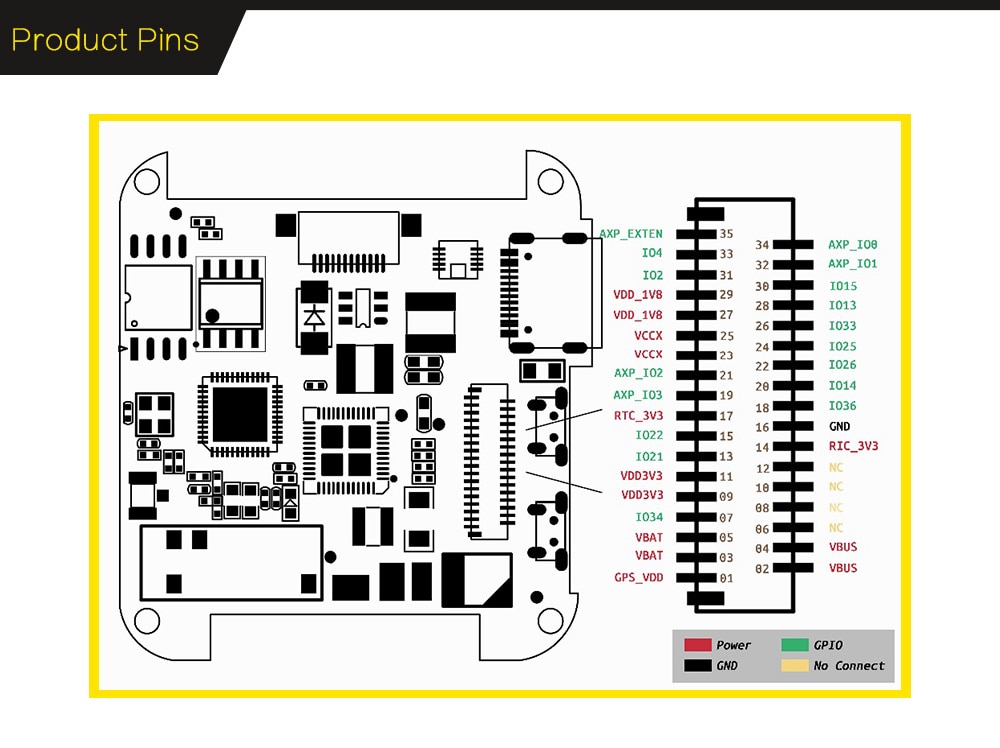 Product Pins
AXP_EXTEN 35
34 AXP_IO0
IO4 33
32 AXP_IO1
IO2 31
30 IO15
VDD_1V8 29
28 IO13
VDD_1V8 27
26 IO33
VCCX 25
24 IO25
VCCX 23
22 IO26
AXP_IO2 21
20 IO14
AXP_IO3 19
18 IO36
RTC_3V3 17
16 GND
IO22 15
14 RIC_3V3
IO21 13
12 NC
VDD3V3 11
10 NC
VDD3V3 09
08 NC
IO34 07
06 NC
VBAT 05
04 VBUS
VBAT 03
02 VBUS
GPS_VDD 01
Power GPIO
GND No Connect